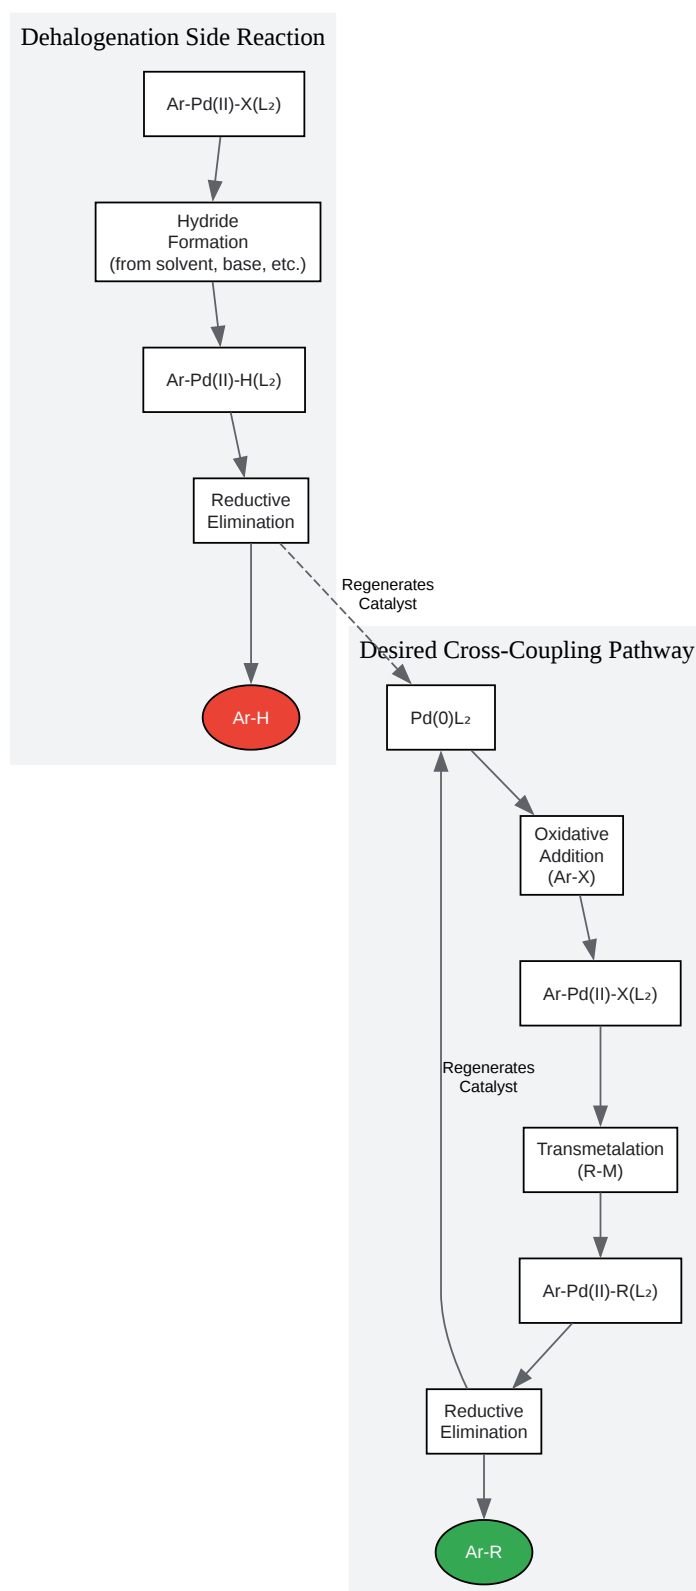 Dehalogenation Side Reaction
Ar-Pd(II)-X(L₂)
Hydride
Formation
(from solvent, base, etc.)
Ar-Pd(II)-H(L₂)
Reductive
Elimination
Regenerates
Catalyst
Ar-H
Desired Cross-Coupling Pathway
Pd(0)L₂
Oxidative
Addition
(Ar-X)
Ar-Pd(II)-X(L₂)
Regenerates
Catalyst
Transmetalation
(R-M)
Ar-Pd(II)-R(L₂)
Reductive
Elimination
Ar-R